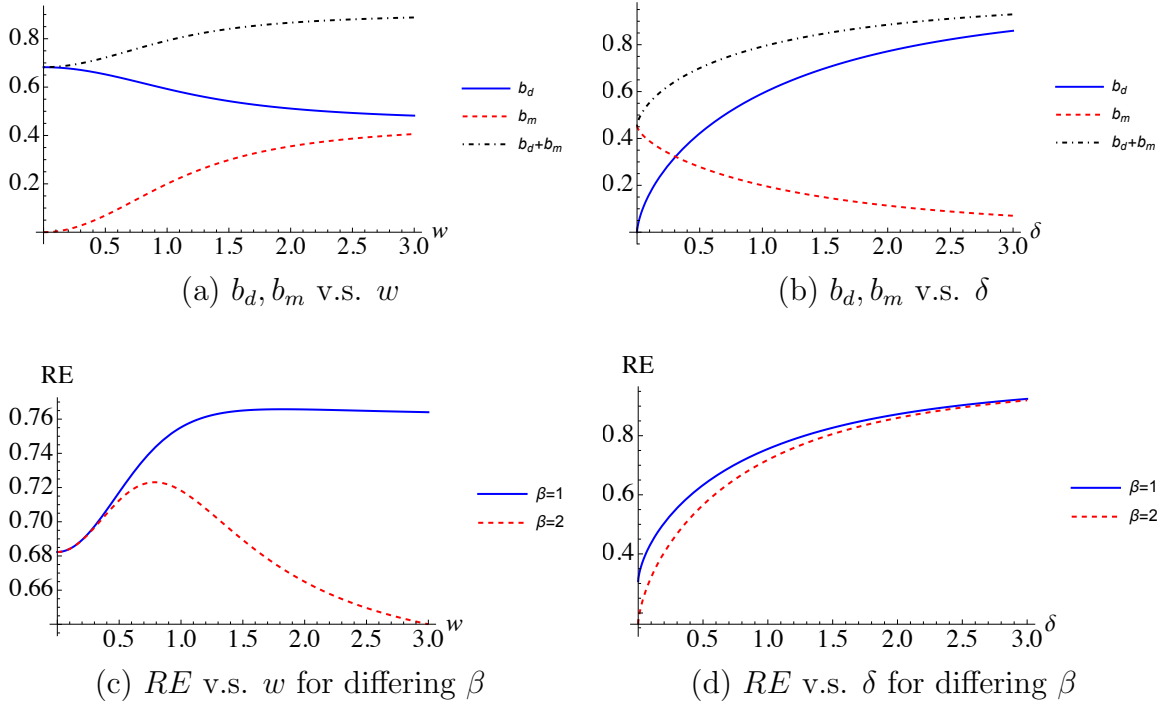 0.8
0.6
0.4
0.2
0.5 1.0 1.5 2.0 2.5 3.0
w
b_d
b_m
b_d+b_m
(a) b_d, b_m v.s. w
0.8
0.6
0.4
0.2
0.5 1.0 1.5 2.0 2.5 3.0
δ
b_d
b_m
b_d+b_m
(b) b_d, b_m v.s. δ
RE
0.76
0.74
0.72
0.70
0.68
0.66
0.5 1.0 1.5 2.0 2.5 3.0
w
β=1
β=2
(c) RE v.s. w for differing β
RE
0.8
0.6
0.4
0.5 1.0 1.5 2.0 2.5 3.0
δ
β=1
β=2
(d) RE v.s. δ for differing β